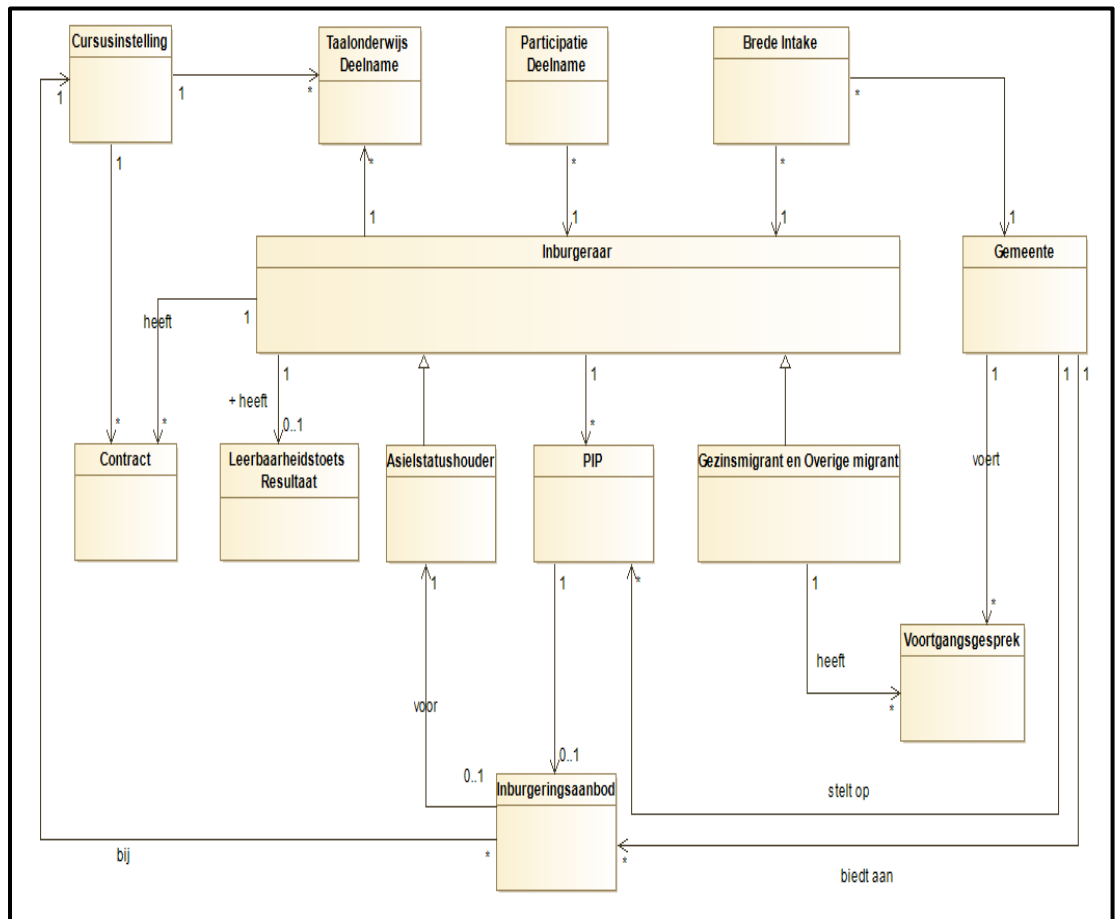 Cursusinstelling
Taalonderwijs
Deelname
Participatie
Deelname
Brede Intake
1
1
*
*
1
*
*
*
*
1
1
1
1
Inburgeraar
Gemeente
1
heeft
1
+ heeft
0..1
1
*
1
1
1
*
*
Contract
Leerbaarheidstoets
Resultaat
Asielstatushouder
PIP
Gezinsmigrant en Overige migrant
voert
1
1
*
1
*
Voortgangsgesprek
heeft
*
voor
0..1
0..1
Inburgeringsaanbod
stelt op
bij
*
*
biedt aan